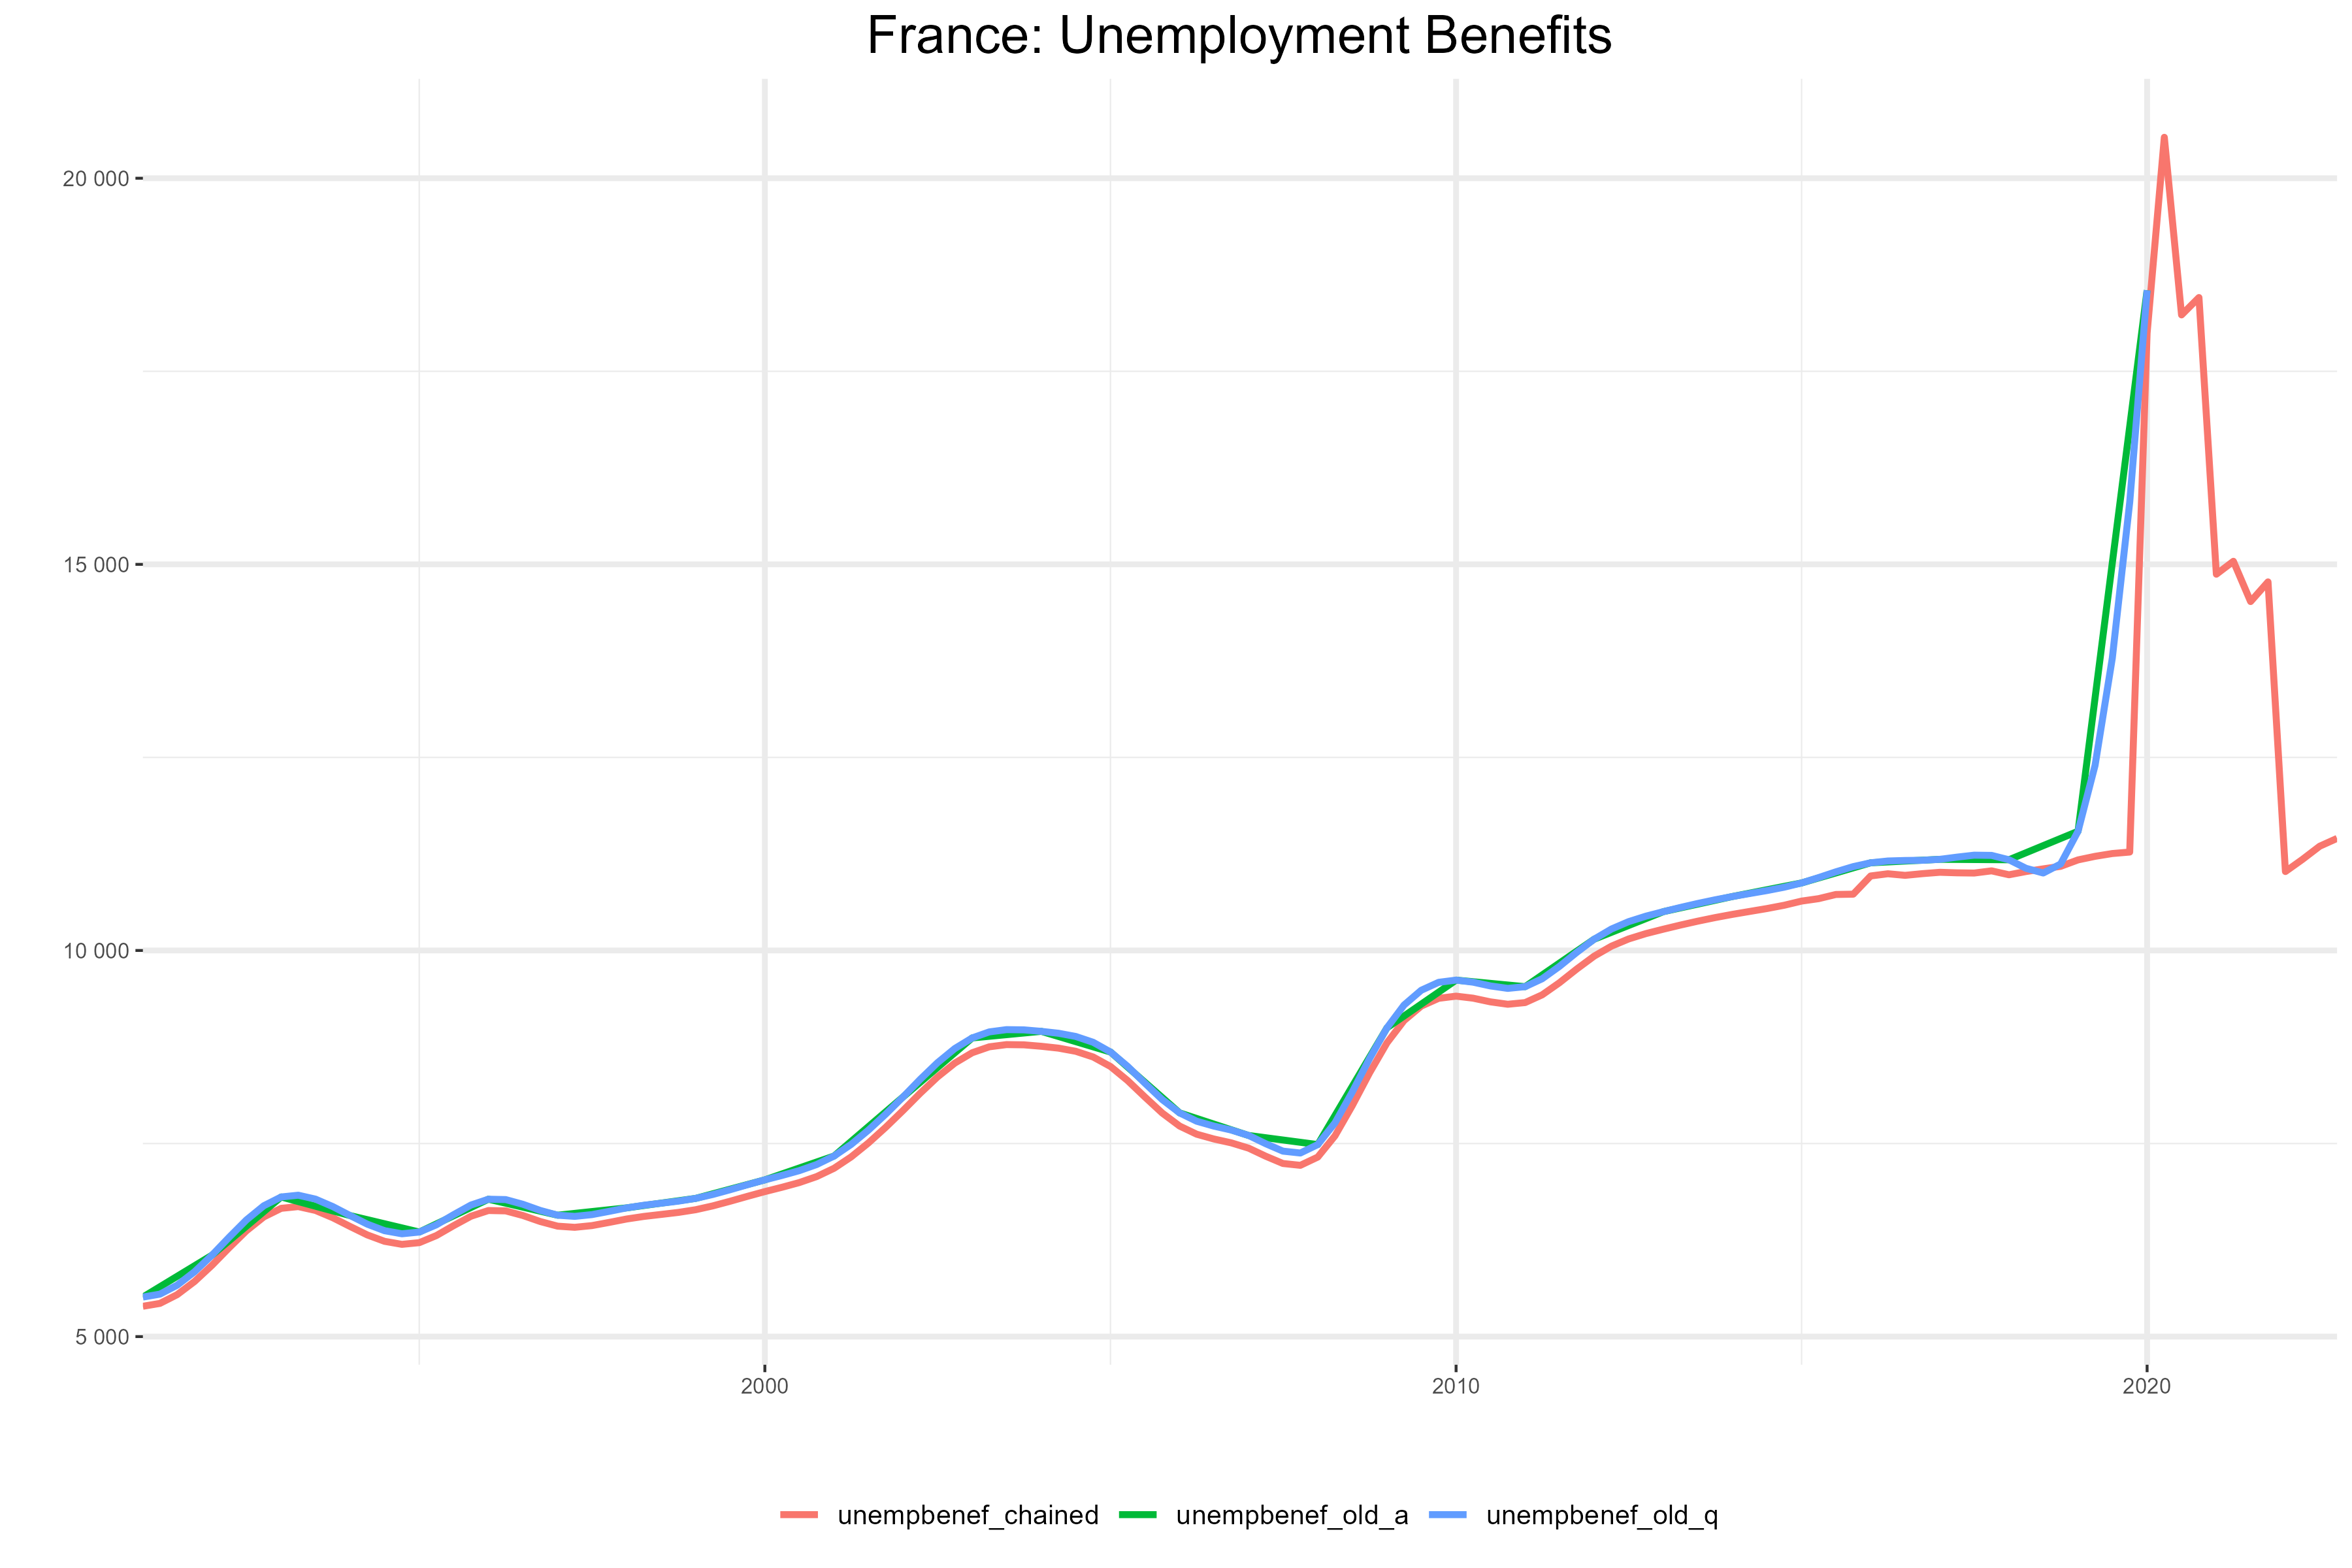 France: Unemployment Benefits
20 000
15 000
10 000
5 000
2000 2010 2020
unempbenef_chained unempbenef_old_a unempbenef_old_q